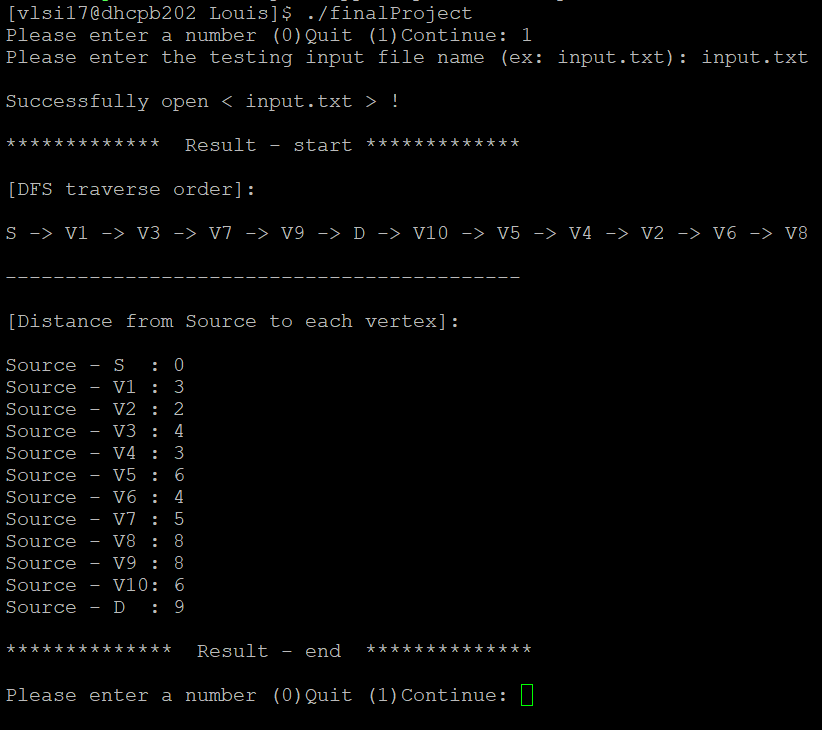 [vlsi17@dhcpb202 Louis]$ ./finalProject
Please enter a number (0)Quit (1)Continue: 1
Please enter the testing input file name (ex: input.txt): input.txt
Successfully open < input.txt > !
*************  Result - start *************
[DFS traverse order]:
S -> V1 -> V3 -> V7 -> V9 -> D -> V10 -> V5 -> V4 -> V2 -> V6 -> V8
-------------------------------------------
[Distance from Source to each vertex]:
Source - S  : 0
Source - V1 : 3
Source - V2 : 2
Source - V3 : 4
Source - V4 : 3
Source - V5 : 6
Source - V6 : 4
Source - V7 : 5
Source - V8 : 8
Source - V9 : 8
Source - V10: 6
Source - D  : 9
**************  Result - end  **************
Please enter a number (0)Quit (1)Continue: